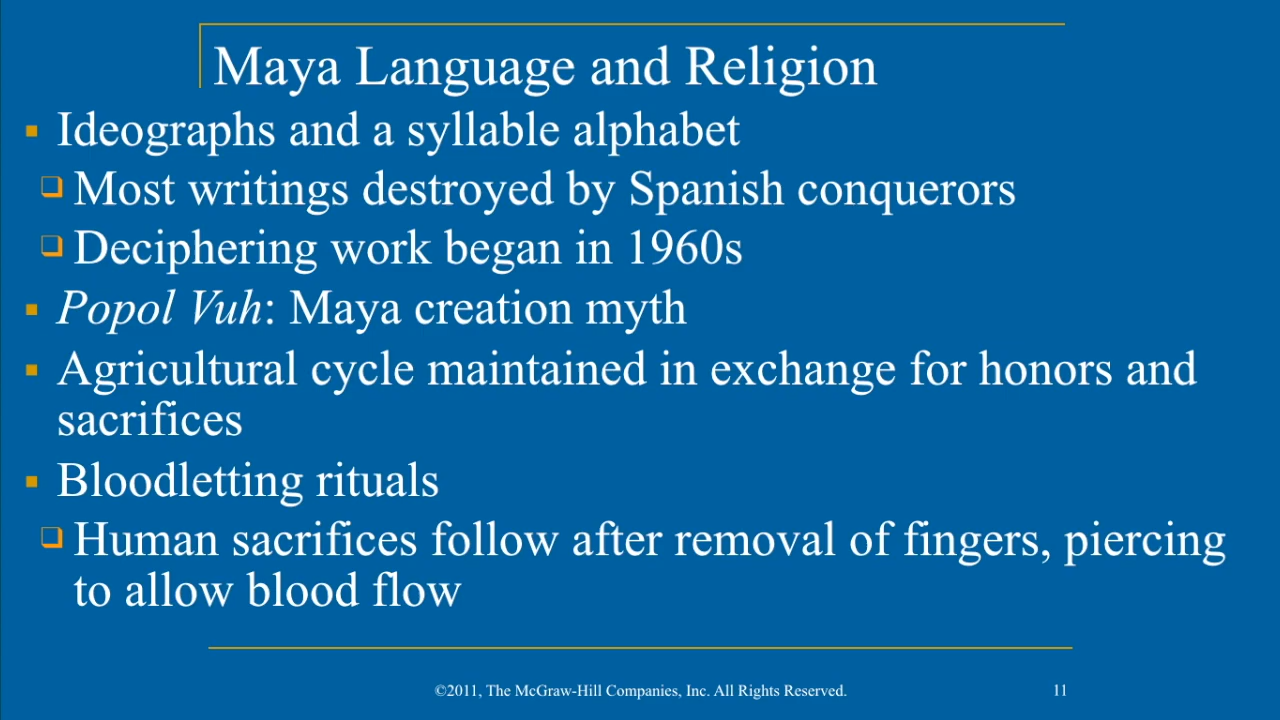 Maya Language and Religion
Ideographs and a syllable alphabet
Most writings destroyed by Spanish conquerors
Deciphering work began in 1960s
Popol Vuh: Maya creation myth
Agricultural cycle maintained in exchange for honors and
sacrifices
Bloodletting rituals
Human sacrifices follow after removal of fingers, piercing
to allow blood flow
©2011, The McGraw-Hill Companies, Inc. All Rights Reserved.
11